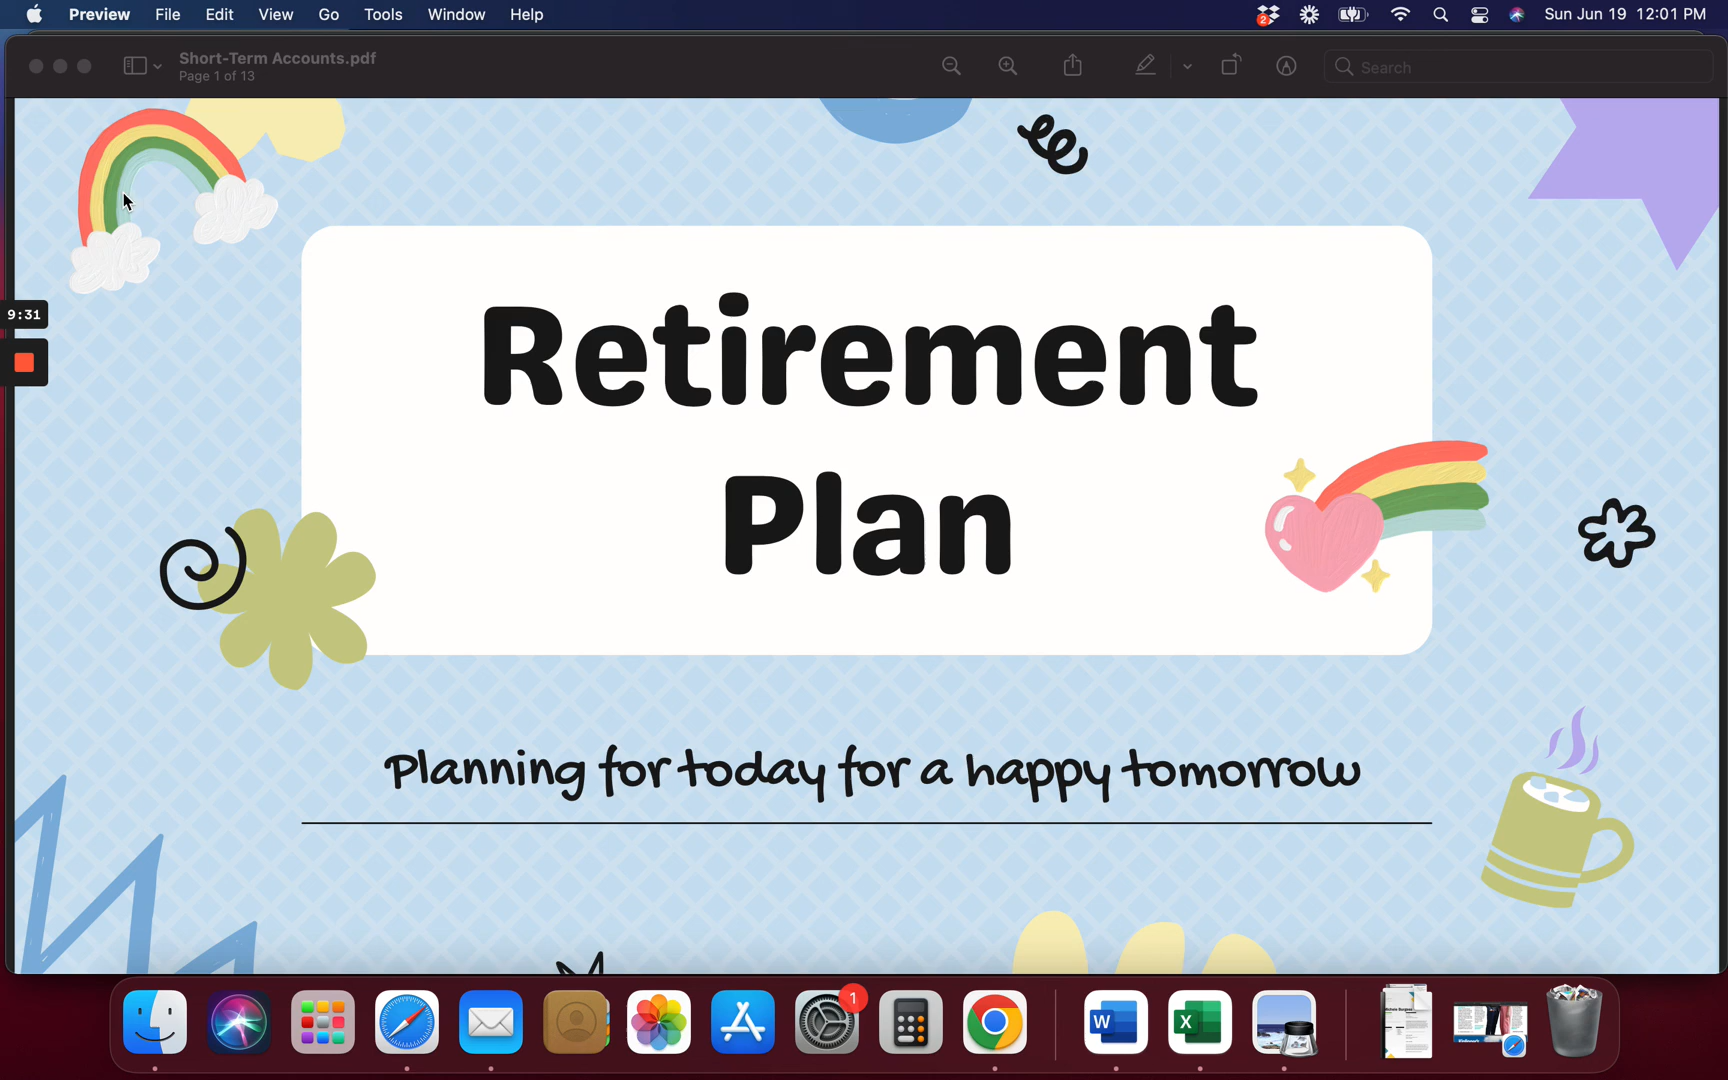 Preview File Edit View Go Tools Window Help
2
Sun Jun 19 12:01 PM
Short-Term Accounts.pdf
Page 1 of 13
Search
9:31
Retirement
Plan
Planning for today for a happy tomorrow
1
W
X